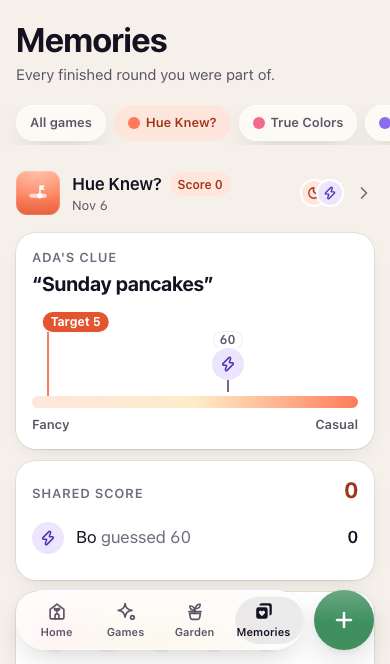 Memories
Every finished round you were part of.
All games
Hue Knew?
True Colors
Hue Knew?
Score 0
Nov 6
ADA'S CLUE
“Sunday pancakes”
Target 5
60
Fancy
Casual
SHARED SCORE
0
Bo guessed 60
0
Home
Games
Garden
Memories